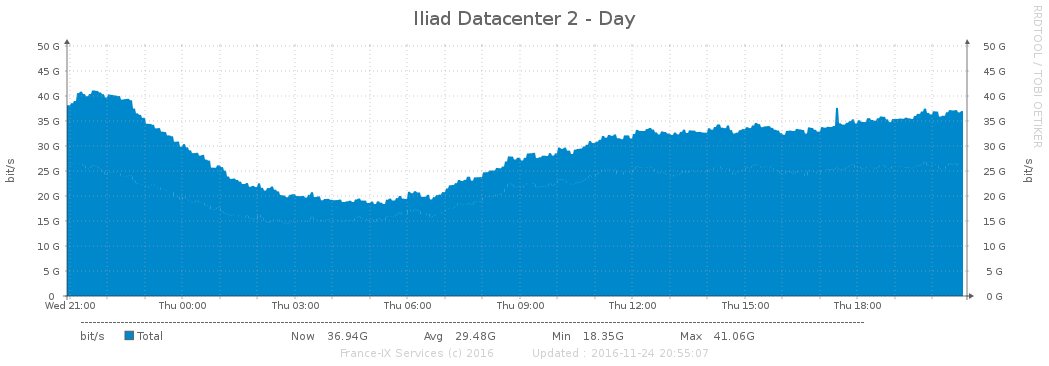 Iliad Datacenter 2 - Day
RRDTOOL / TOBI OETIKER
50 G 50 G
45 G 45 G
40 G 40 G
35 G 35 G
30 G 30 G
25 G 25 G
20 G 20 G
15 G 15 G
10 G 10 G
5 G 5 G
0 0 G
bit/s bit/s
Wed 21:00 Thu 00:00 Thu 03:00 Thu 06:00 Thu 09:00 Thu 12:00 Thu 15:00 Thu 18:00
bit/s Total Now 36.94G Avg 29.48G Min 18.35G Max 41.06G
France-IX Services (c) 2016 Updated : 2016-11-24 20:55:07